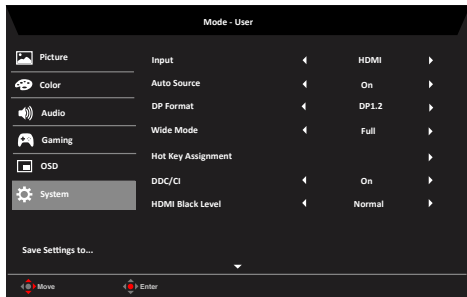 Mode - User
Picture
Color
Audio
Gaming
OSD
System
Input HDMI
Auto Source On
DP Format DP1.2
Wide Mode Full
Hot Key Assignment
DDC/CI On
HDMI Black Level Normal
Save Settings to...
Move Enter